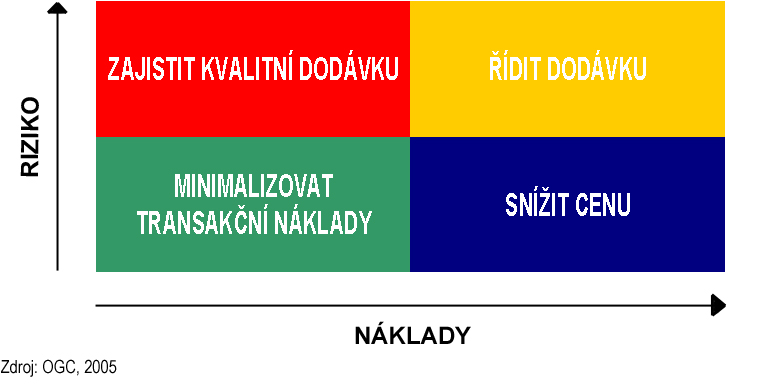 ZAJISTIT KVALITNÍ DODÁVKU
ŘÍDIT DODÁVKU
RIZIKO
MINIMALIZOVAT
TRANSAKČNÍ NÁKLADY
SNÍŽIT CENU
NÁKLADY
Zdroj: OGC, 2005